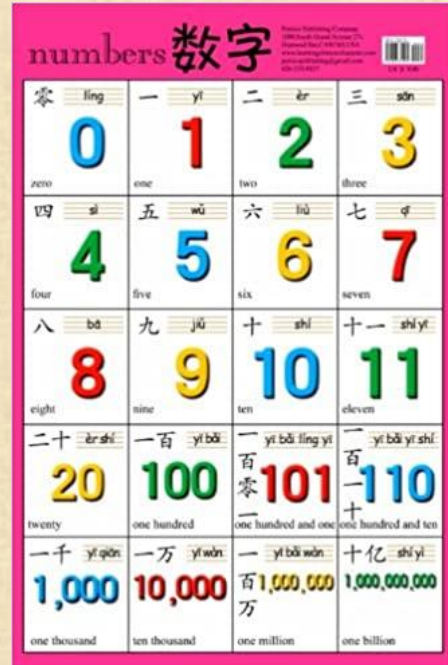 numbers 数字
零 líng
0
zero
一 yī
1
one
二 èr
2
two
三 sān
3
three
四 sì
4
four
五 wǔ
5
five
六 liù
6
six
七 qī
7
seven
八 bā
8
eight
九 jiǔ
9
nine
十 shí
10
ten
十一 shí yī
11
eleven
二十 èr shí
20
twenty
一百 yī bǎi
100
one hundred
一百零一 yī bǎi líng yī
101
one hundred and one
一百一十 yī bǎi yī shí
110
one hundred and ten
一千 yī qiān
1,000
one thousand
一万 yī wàn
10,000
ten thousand
一百万 yī bǎi wàn
1,000,000
one million
十亿 shí yì
1,000,000,000
one billion